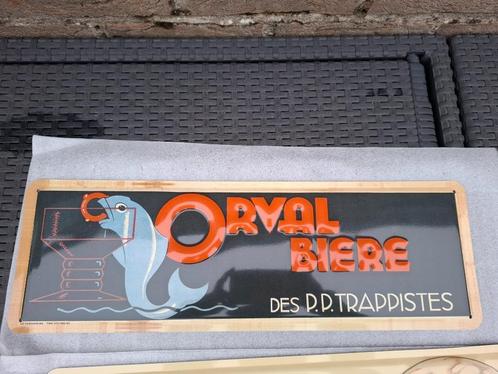 ORVAL
BIERE
DES P.P. TRAPPISTES